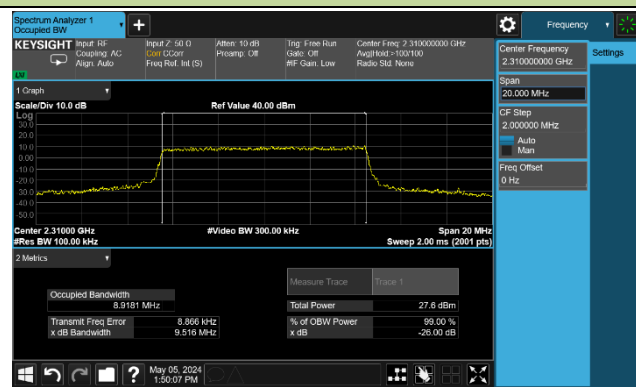 Spectrum Analyzer 1
Occupied BW
+
Frequency
KEYSIGHT
Input: RF
Coupling: AC
Align: Auto
Input Z: 50 Ω
Corr CCorr
Freq Ref: Int (S)
Atten: 10 dB
Preamp: Off
Trig: Free Run
Gate: Off
#IF Gain: Low
Center Freq: 2.310000000 GHz
Avg|Hold:>100/100
Radio Std: None
Center Frequency
2.310000000 GHz
Settings
Span
20.000 MHz
CF Step
2.000000 MHz
Auto
Man
Freq Offset
0 Hz
1 Graph
Scale/Div 10.0 dB
Ref Value 40.00 dBm
Log
30.0
20.0
10.0
0.00
-10.0
-20.0
-30.0
-40.0
-50.0
Center 2.31000 GHz
#Video BW 300.00 kHz
Span 20 MHz
#Res BW 100.00 kHz
Sweep 2.00 ms (2001 pts)
2 Metrics
Measure Trace
Trace 1
Occupied Bandwidth
8.9181 MHz
Total Power
27.6 dBm
Transmit Freq Error
8.866 kHz
% of OBW Power
99.00 %
x dB Bandwidth
9.516 MHz
x dB
-26.00 dB
?
May 05, 2024
1:50:07 PM